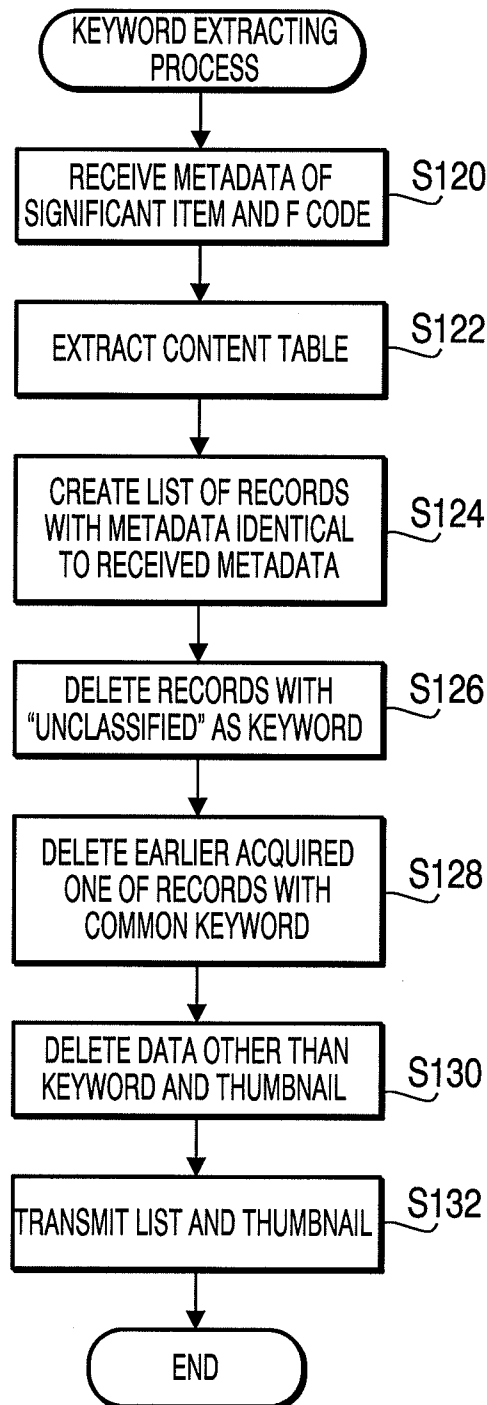 KEYWORD EXTRACTING
PROCESS
RECEIVE METADATA OF
SIGNIFICANT ITEM AND F CODE
S120
EXTRACT CONTENT TABLE
S122
CREATE LIST OF RECORDS
WITH METADATA IDENTICAL
TO RECEIVED METADATA
S124
DELETE RECORDS WITH
“UNCLASSIFIED” AS KEYWORD
S126
DELETE EARLIER ACQUIRED
ONE OF RECORDS WITH
COMMON KEYWORD
S128
DELETE DATA OTHER THAN
KEYWORD AND THUMBNAIL
S130
TRANSMIT LIST AND THUMBNAIL
S132
END